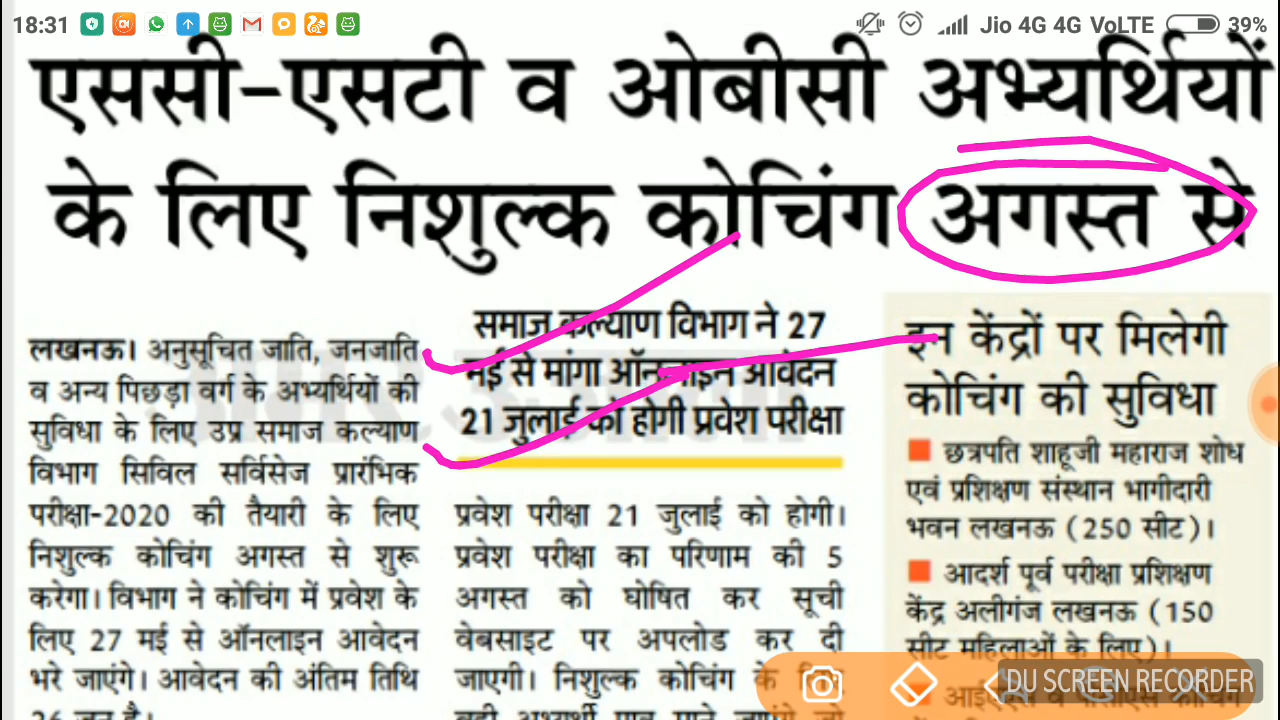 18:31
Jio 4G 4G VoLTE 39%
एससी-एसटी व ओबीसी अभ्यर्थियों
के लिए निशुल्क कोचिंग अगस्त से
लखनऊ। अनुसूचित जाति, जनजाति
व अन्य पिछड़ा वर्ग के अभ्यर्थियों की
सुविधा के लिए उप्र समाज कल्याण
विभाग सिविल सर्विसेज प्रारंभिक
परीक्षा-2020 की तैयारी के लिए
निशुल्क कोचिंग अगस्त से शुरू
करेगा। विभाग ने कोचिंग में प्रवेश के
लिए 27 मई से ऑनलाइन आवेदन
भरे जाएंगे। आवेदन की अंतिम तिथि
26 जून है।
समाज कल्याण विभाग ने 27
मई से मांगा ऑनलाइन आवेदन
21 जुलाई को होगी प्रवेश परीक्षा
प्रवेश परीक्षा 21 जुलाई को होगी।
प्रवेश परीक्षा का परिणाम की 5
अगस्त को घोषित कर सूची
वेबसाइट पर अपलोड कर दी
जाएगी। निशुल्क कोचिंग के
इन केंद्रों पर मिलेगी
कोचिंग की सुविधा
छत्रपति शाहूजी महाराज शोध
एवं प्रशिक्षण संस्थान भागीदारी
भवन लखनऊ (250 सीट)।
आदर्श पूर्व परीक्षा प्रशिक्षण
केंद्र अलीगंज लखनऊ (150
सीट महिलाओं के लिए)।
DU SCREEN RECORDER